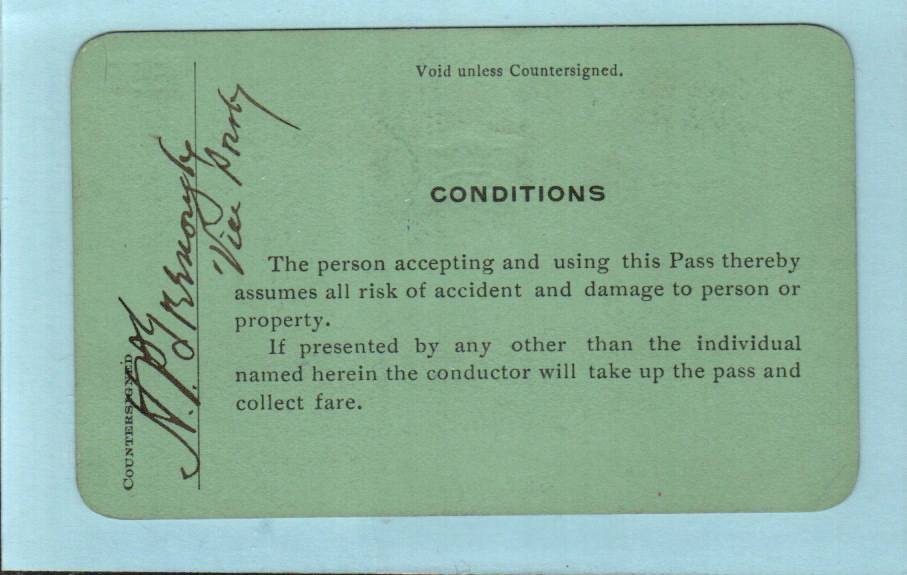 Void unless Countersigned.
CONDITIONS
The person accepting and using this Pass thereby
assumes all risk of accident and damage to person or
property.
If presented by any other than the individual
named herein the conductor will take up the pass and
collect fare.
COUNTERSIGNED
Vice